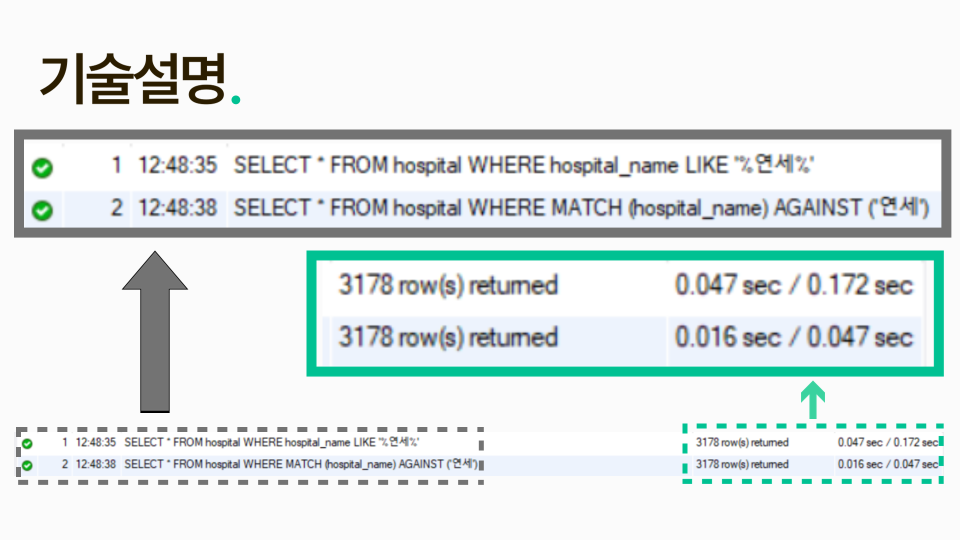 기술설명.
1 12:48:35 SELECT * FROM hospital WHERE hospital_name LIKE '%연세%'
2 12:48:38 SELECT * FROM hospital WHERE MATCH (hospital_name) AGAINST ('연세')
3178 row(s) returned 0.047 sec / 0.172 sec
3178 row(s) returned 0.016 sec / 0.047 sec
1 12:48:35 SELECT * FROM hospital WHERE hospital_name LIKE '%연세%' 3178 row(s) returned 0.047 sec / 0.172 sec
2 12:48:38 SELECT * FROM hospital WHERE MATCH (hospital_name) AGAINST ('연세') 3178 row(s) returned 0.016 sec / 0.047 sec